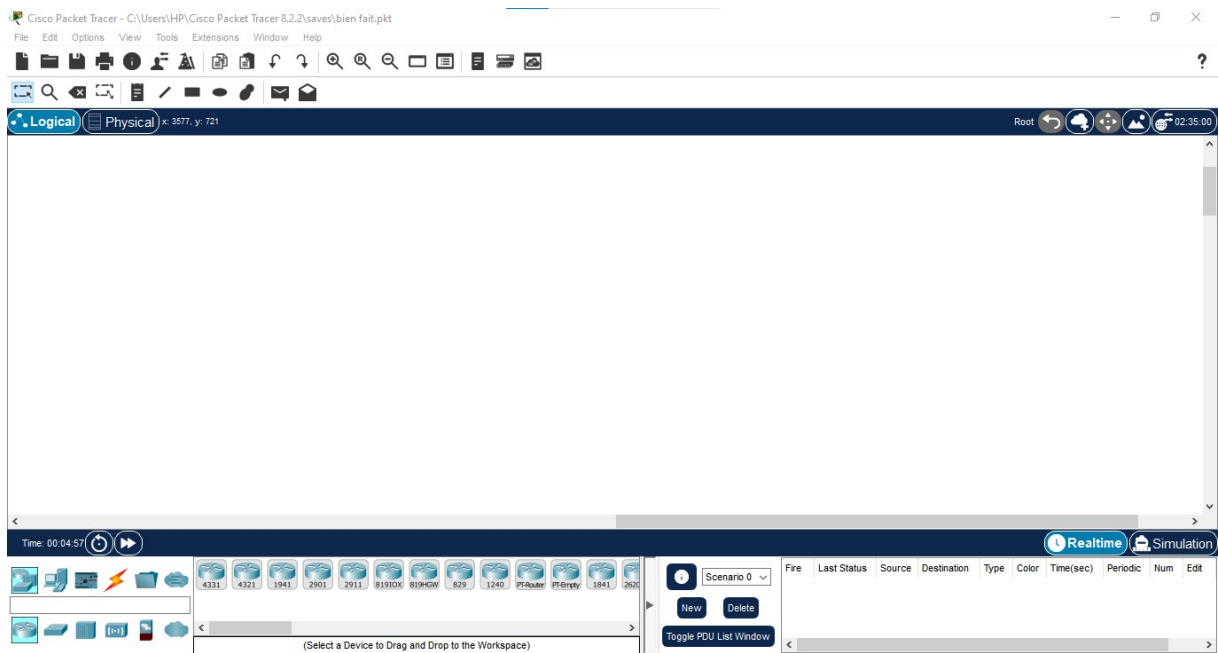 Cisco Packet Tracer - C:\Users\HP\Cisco Packet Tracer 8.2.2\saves\bien fait.pkt
File Edit Options View Tools Extensions Window Help
?
Logical Physical x: 3577, y: 721 Root 02:35:00
Time: 00:04:57 Realtime Simulation
4331 4321 1941 2901 2911 819IOX 819HGW 829 1240 PT-Router PT-Empty 1841 2620
Scenario 0 Fire Last Status Source Destination Type Color Time(sec) Periodic Num Edit
New Delete
Toggle PDU List Window
(Select a Device to Drag and Drop to the Workspace)